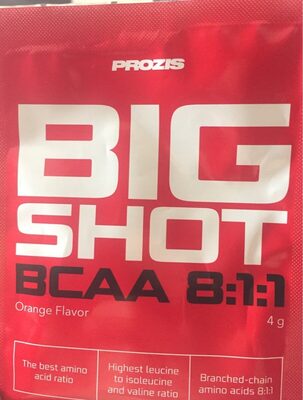 PROZIS
BIG
SHOT
BCAA 8:1:1
Orange Flavor
4 g
The best amino
acid ratio
Highest leucine
to isoleucine
and valine ratio
Branched-chain
amino acids 8:1:1